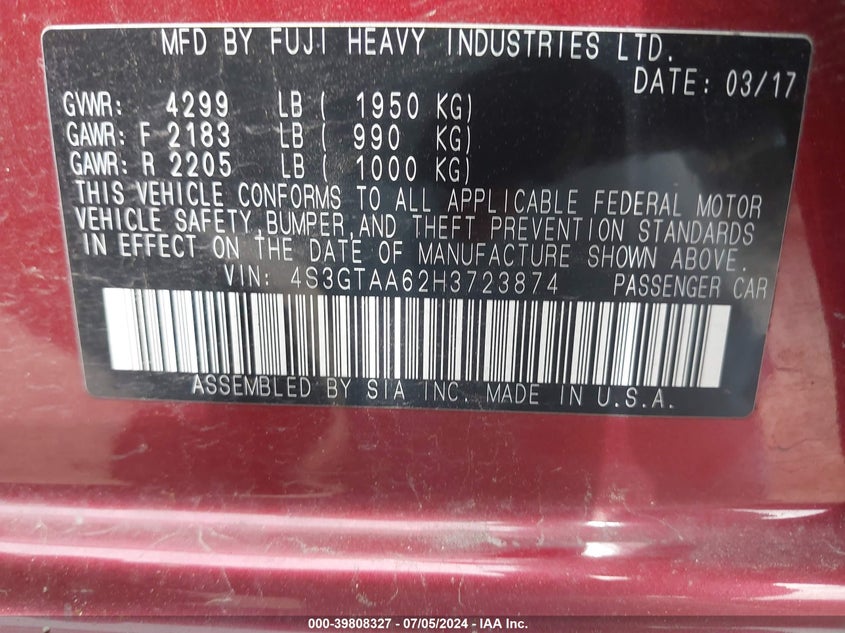 MFD BY FUJI HEAVY INDUSTRIES LTD.
DATE: 03/17
GVWR: 4299 LB ( 1950 KG)
GAWR: F 2183 LB ( 990 KG)
GAWR: R 2205 LB ( 1000 KG)
THIS VEHICLE CONFORMS TO ALL APPLICABLE FEDERAL MOTOR
VEHICLE SAFETY, BUMPER, AND THEFT PREVENTION STANDARDS
IN EFFECT ON THE DATE OF MANUFACTURE SHOWN ABOVE.
VIN: 4S3GTAA62H3723874 PASSENGER CAR
ASSEMBLED BY SIA INC. MADE IN U.S.A.
000-39808327 / 07/05/2024 - IAA Inc.